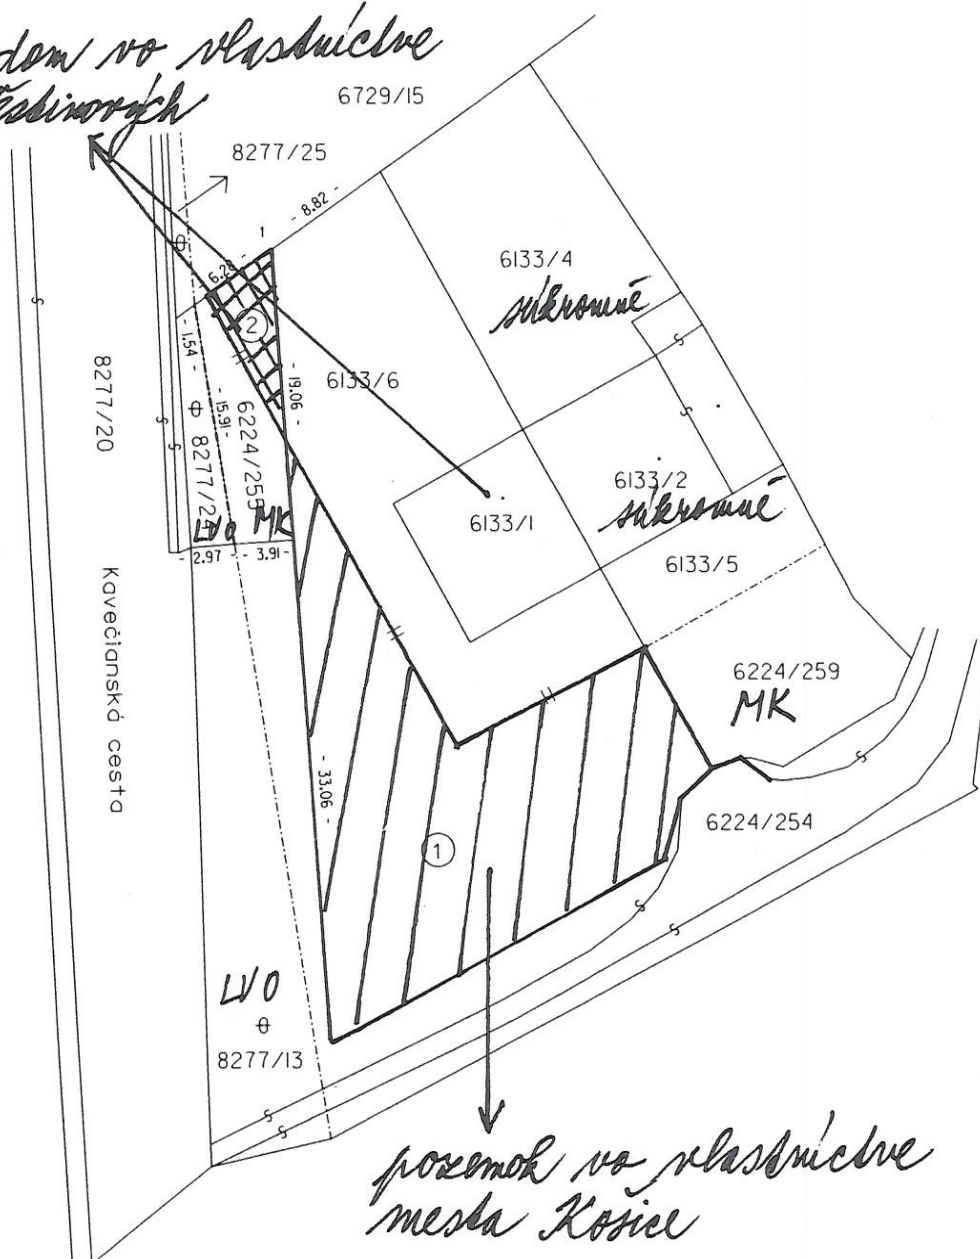 dom vo vlastníctve
6729/15
8277/25
- 8.82 -
1
- 6.28 -
6133/4
súkromné
2
- 1.54 -
- 15.91 -
- 19.06 -
6133/6
8277/20
8277/24
6224/255
6133/2
súkromné
6133/1
LVO MK
- 2.97 - - 3.91 -
6133/5
Kavečianska cesta
6224/259
MK
- 33.06 -
6224/254
1
LVO
8277/13
pozemok vo vlastníctve
mesta Košice